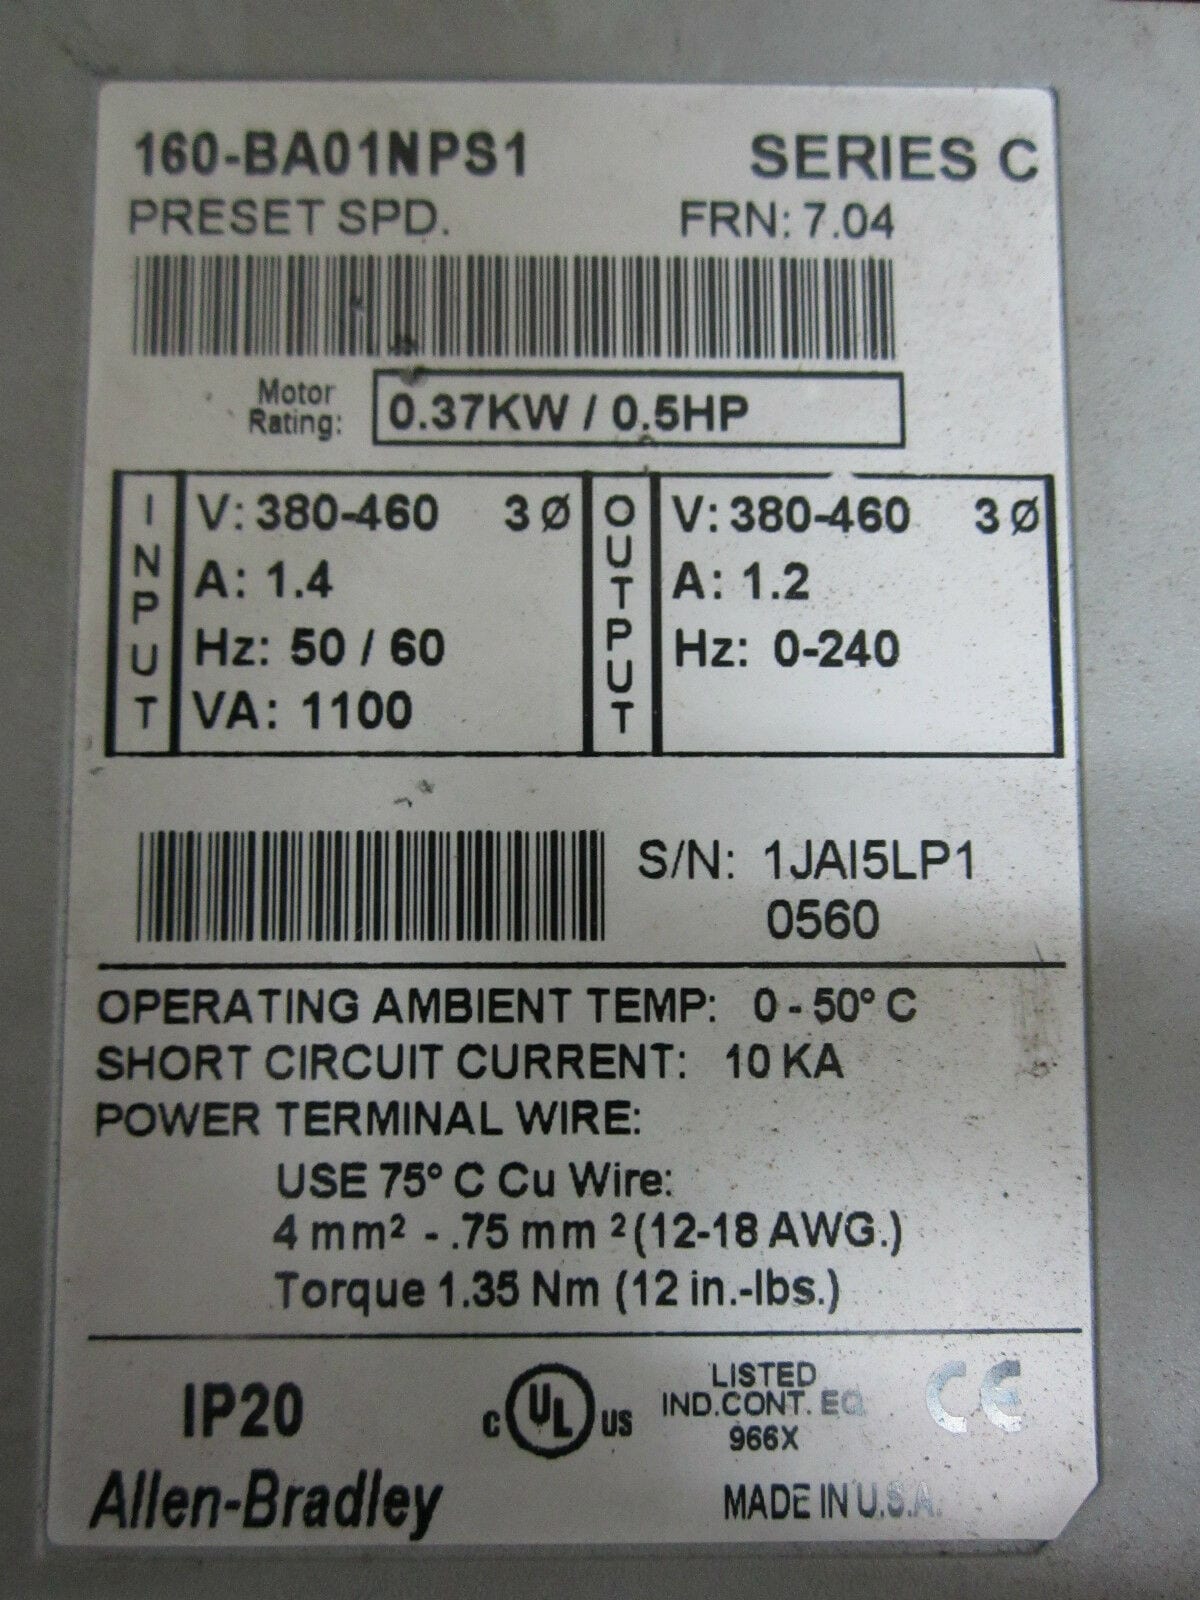 160-BA01NPS1 SERIES C
PRESET SPD. FRN: 7.04
Motor Rating: 0.37KW / 0.5HP
INPUT
V: 380-460 3Ø
A: 1.4
Hz: 50 / 60
VA: 1100
OUTPUT
V: 380-460 3Ø
A: 1.2
Hz: 0-240
S/N: 1JAI5LP1
0560
OPERATING AMBIENT TEMP: 0 - 50° C
SHORT CIRCUIT CURRENT: 10 KA
POWER TERMINAL WIRE:
USE 75° C Cu Wire:
4 mm² - .75 mm ² (12-18 AWG.)
Torque 1.35 Nm (12 in.-lbs.)
IP20
c UL US
LISTED
IND.CONT. EQ.
966X
CE
Allen-Bradley
MADE IN U.S.A.